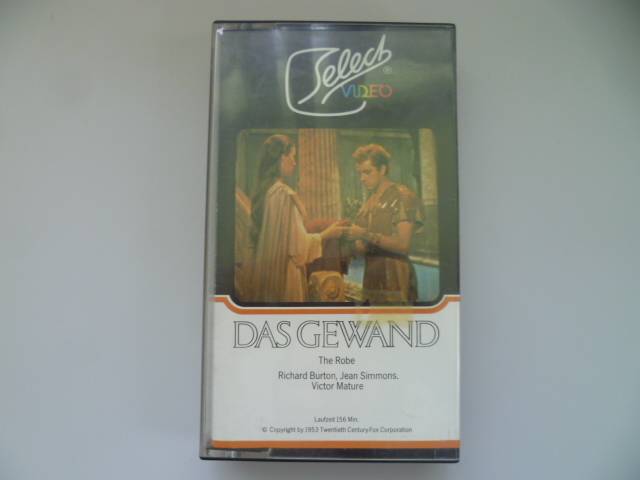 Select®
VIDEO
DAS GEWAND
The Robe
Richard Burton, Jean Simmons.
Victor Mature
Laufzeit 156 Min.
© Copyright by 1953 Twentieth Century-Fox Corporation